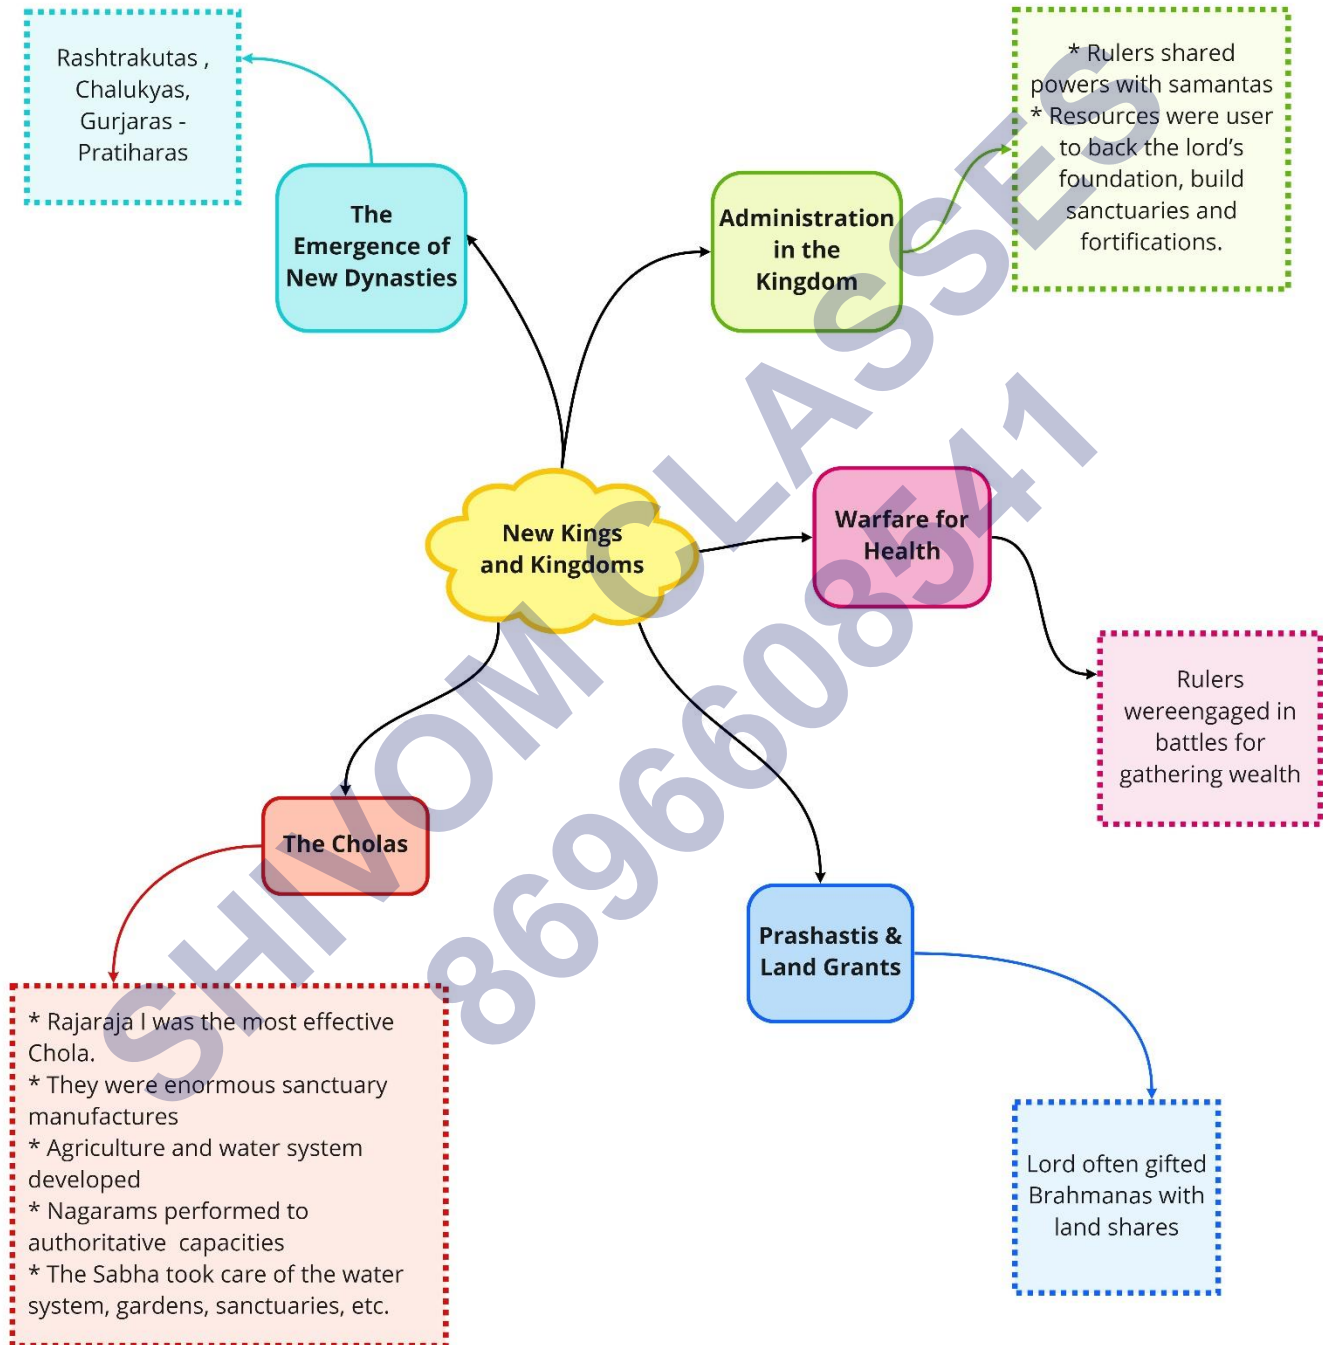 Rashtrakutas ,
Chalukyas,
Gurjaras -
Pratiharas
The
Emergence of
New Dynasties
Administration
in the
Kingdom
* Rulers shared
powers with samantas
* Resources were user
to back the lord’s
foundation, build
sanctuaries and
fortifications.
New Kings
and Kingdoms
Warfare for
Health
Rulers
wereengaged in
battles for
gathering wealth
The Cholas
* Rajaraja I was the most effective
Chola.
* They were enormous sanctuary
manufactures
* Agriculture and water system
developed
* Nagarams performed to
authoritative capacities
* The Sabha took care of the water
system, gardens, sanctuaries, etc.
Prashastis &
Land Grants
Lord often gifted
Brahmanas with
land shares
SHIVOM CLASSES
8696608541